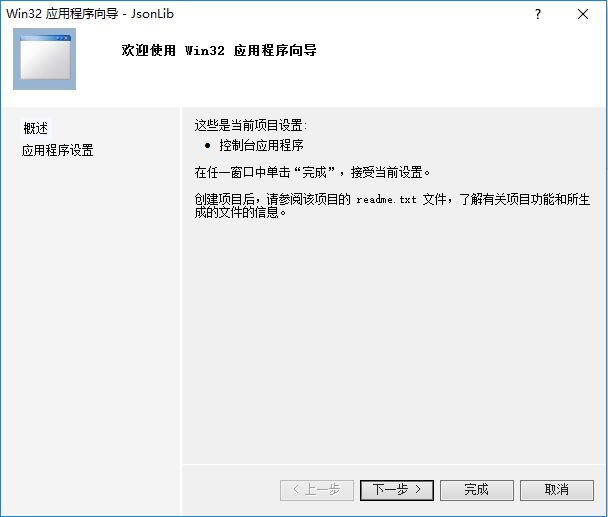 Win32 应用程序向导 - JsonLib
?
欢迎使用 Win32 应用程序向导
概述
应用程序设置
这些是当前项目设置:
• 控制台应用程序
在任一窗口中单击“完成”，接受当前设置。
创建项目后，请参阅该项目的 readme.txt 文件，了解有关项目功能和所生
成的文件的信息。
< 上一步
下一步 >
完成
取消